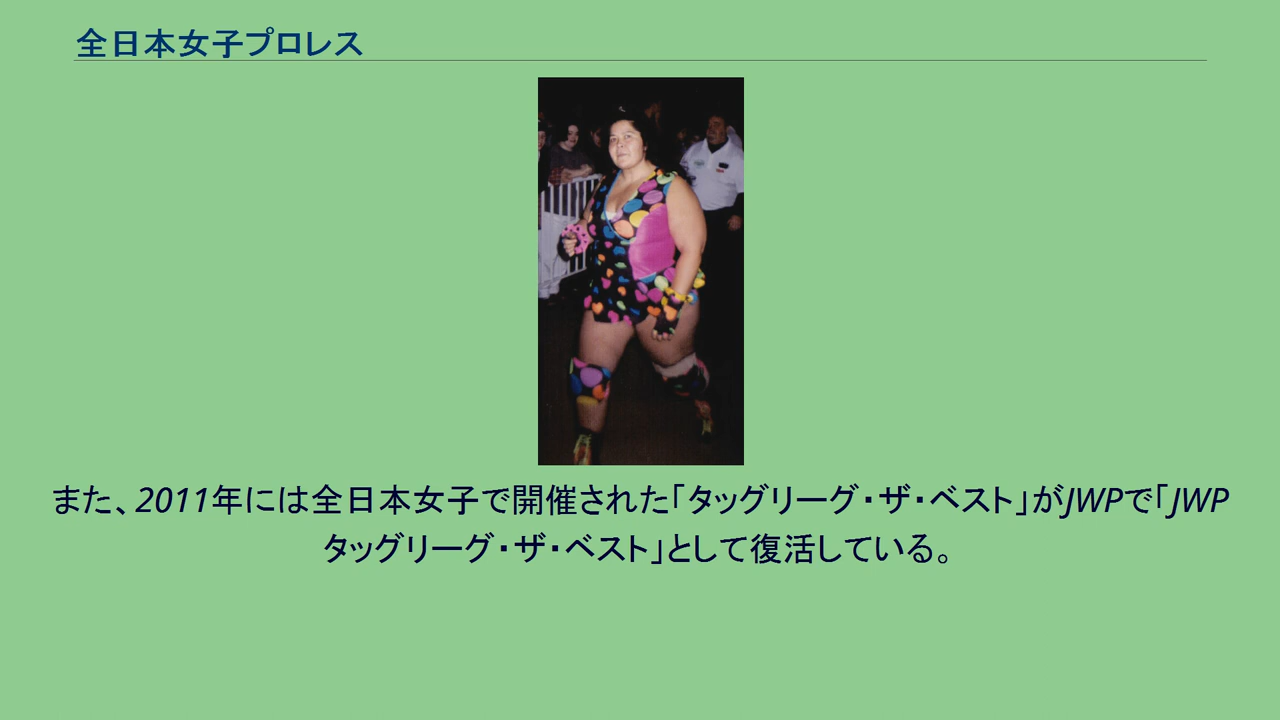 全日本女子プロレス
また、2011年には全日本女子で開催された｢タッグリーグ・ザ・ベスト｣がJWPで｢JWP
タッグリーグ・ザ・ベスト｣として復活している。